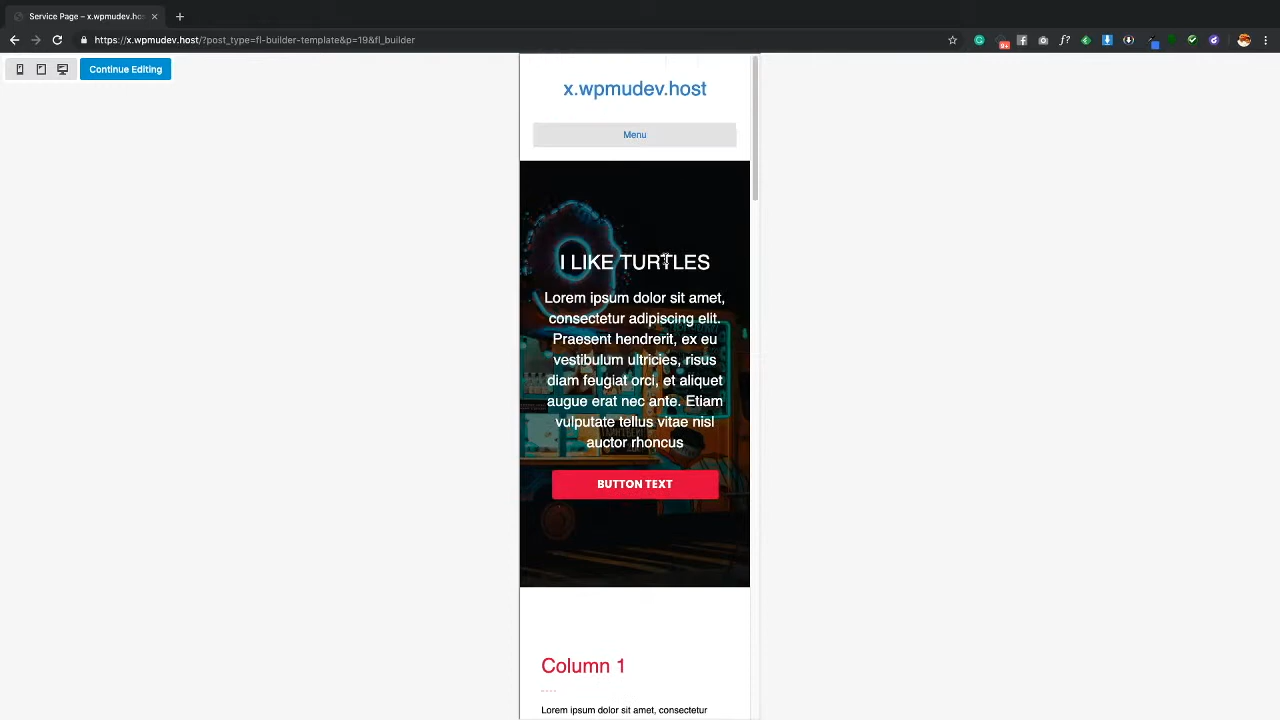 Service Page – x.wpmudev.hos
https://x.wpmudev.host/?post_type=fl-builder-template&p=19&fl_builder
Continue Editing
x.wpmudev.host
Menu
I LIKE TURTLES
Lorem ipsum dolor sit amet,
consectetur adipiscing elit.
Praesent hendrerit, ex eu
vestibulum ultricies, risus
diam feugiat orci, et aliquet
augue erat nec ante. Etiam
vulputate tellus vitae nisl
auctor rhoncus
BUTTON TEXT
Column 1
Lorem ipsum dolor sit amet, consectetur